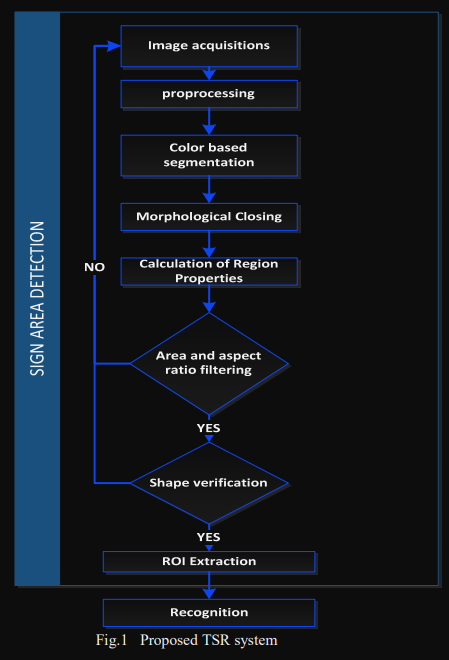 Image acquisitions
proprocessing
Color based
segmentation
Morphological Closing
Calculation of Region
Properties
NO
SIGN AREA DETECTION
Area and aspect
ratio filtering
YES
Shape verification
YES
ROI Extraction
Recognition
Fig.1 Proposed TSR system